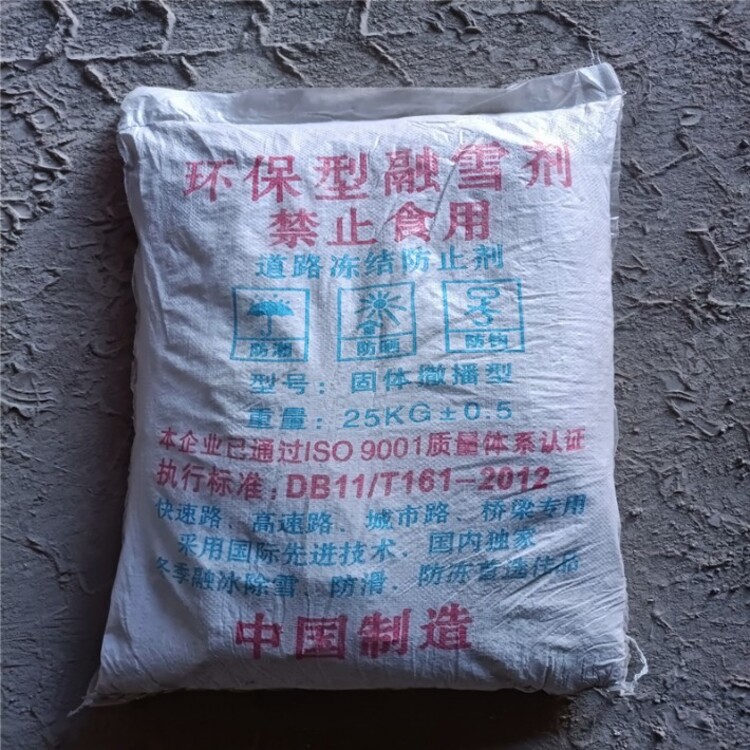 环保型融雪剂
禁止食用
道路冻结防止剂
防潮 防晒 防钩
型号：固体撒播型
重量：25KG±0.5
本企业已通过ISO 9001质量体系认证
执行标准：DB11/T161-2012
快速路、高速路、城市路、桥梁专用
采用国际先进技术、国内独家
冬季融冰除雪、防滑、防冻首选佳品
中国制造